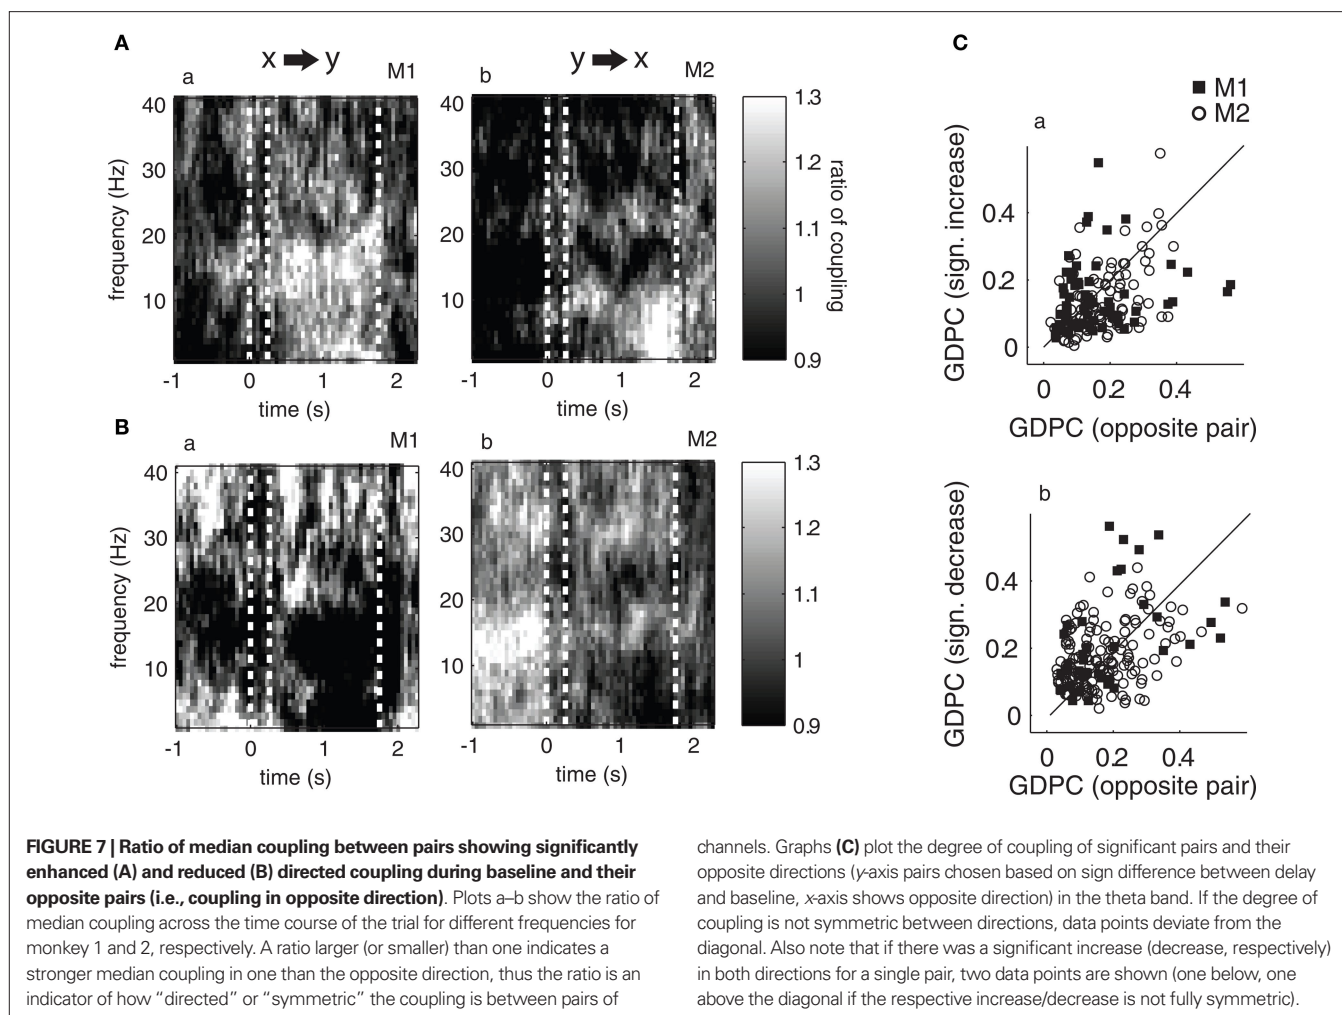 A
x → y
y → x
a
M1
b
M2
40
30
20
10
frequency (Hz)
-1
0
1
2
time (s)
40
30
20
10
-1
0
1
2
time (s)
1.3
1.2
1.1
1
0.9
ratio of coupling
B
a
M1
b
M2
40
30
20
10
frequency (Hz)
-1
0
1
2
time (s)
40
30
20
10
-1
0
1
2
time (s)
1.3
1.2
1.1
1
0.9
C
M1
M2
a
GDPC (sign. increase)
0.4
0.2
0
0
0.2
0.4
GDPC (opposite pair)
b
GDPC (sign. decrease)
0.4
0.2
0
0
0.2
0.4
GDPC (opposite pair)
FIGURE 7 | Ratio of median coupling between pairs showing significantly
enhanced (A) and reduced (B) directed coupling during baseline and their
opposite pairs (i.e., coupling in opposite direction). Plots a–b show the ratio of
median coupling across the time course of the trial for different frequencies for
monkey 1 and 2, respectively. A ratio larger (or smaller) than one indicates a
stronger median coupling in one than the opposite direction, thus the ratio is an
indicator of how “directed” or “symmetric” the coupling is between pairs of
channels. Graphs (C) plot the degree of coupling of significant pairs and their
opposite directions (y-axis pairs chosen based on sign difference between delay
and baseline, x-axis shows opposite direction) in the theta band. If the degree of
coupling is not symmetric between directions, data points deviate from the
diagonal. Also note that if there was a significant increase (decrease, respectively)
in both directions for a single pair, two data points are shown (one below, one
above the diagonal if the respective increase/decrease is not fully symmetric).